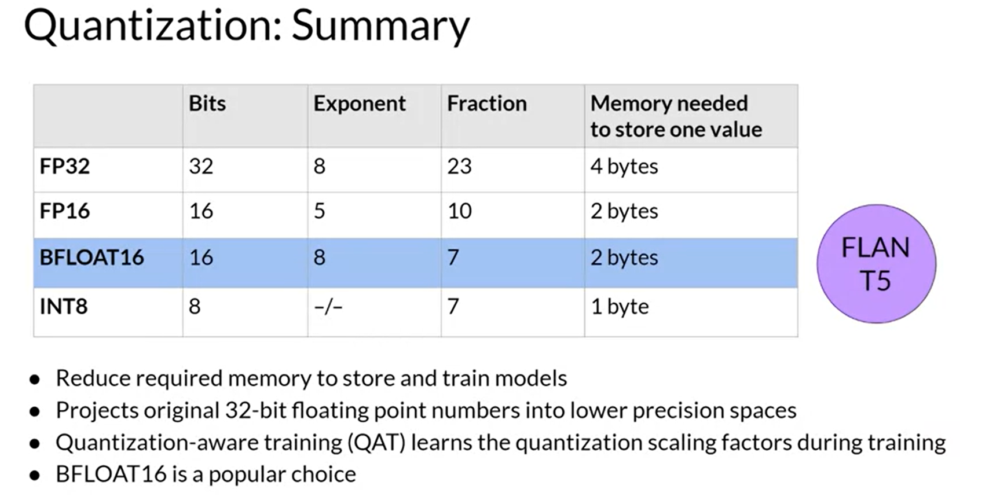 Quantization: Summary
Bits Exponent Fraction Memory needed
to store one value
FP32 32 8 23 4 bytes
FP16 16 5 10 2 bytes
BFLOAT16 16 8 7 2 bytes
INT8 8 –/– 7 1 byte
FLAN
T5
● Reduce required memory to store and train models
● Projects original 32-bit floating point numbers into lower precision spaces
● Quantization-aware training (QAT) learns the quantization scaling factors during training
● BFLOAT16 is a popular choice